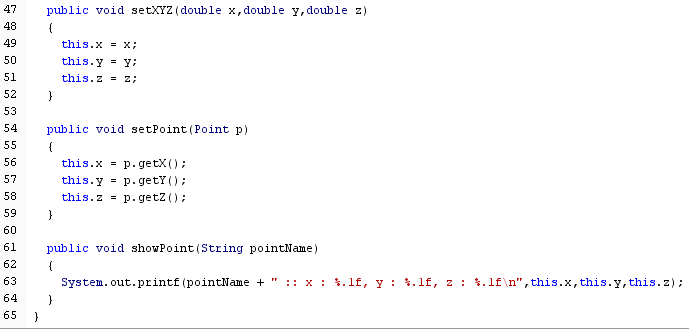 47 public void setXYZ(double x,double y,double z)
48 {
49 this.x = x;
50 this.y = y;
51 this.z = z;
52 }
53
54 public void setPoint(Point p)
55 {
56 this.x = p.getX();
57 this.y = p.getY();
58 this.z = p.getZ();
59 }
60
61 public void showPoint(String pointName)
62 {
63 System.out.printf(pointName + " :: x : %.1f, y : %.1f, z : %.1f\n",this.x,this.y,this.z);
64 }
65 }